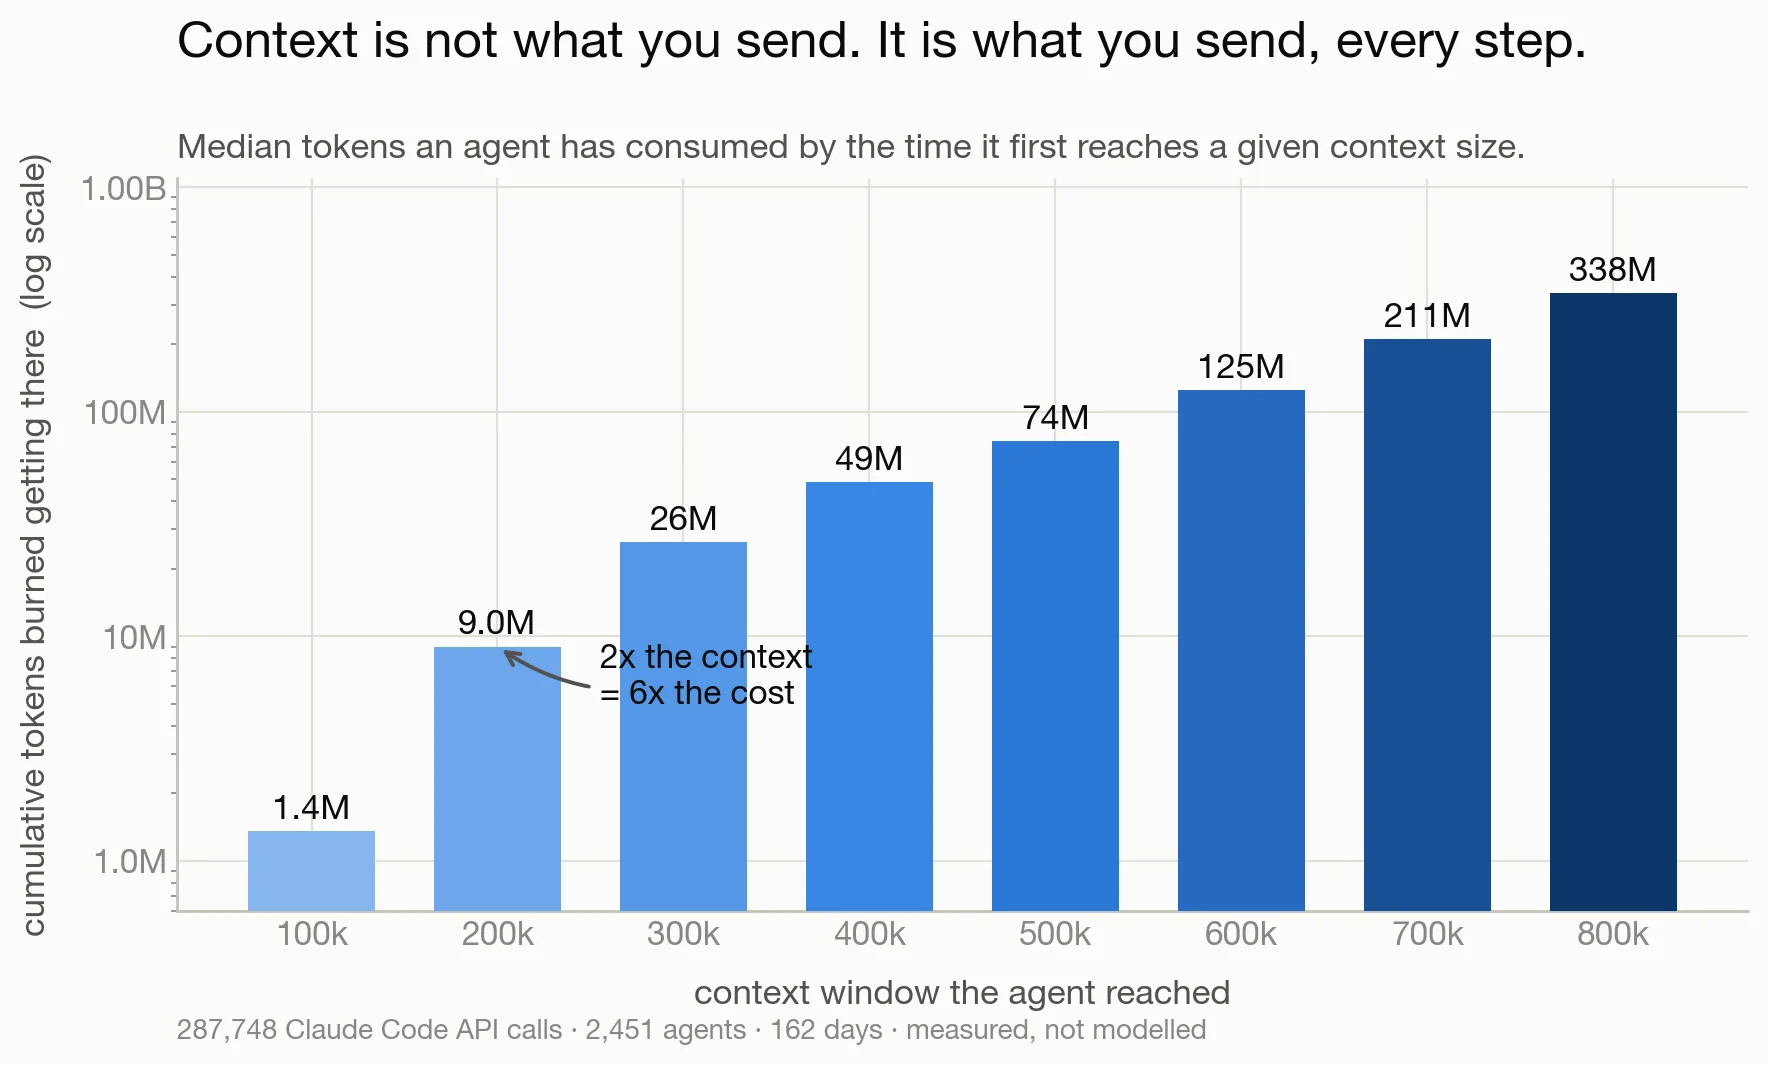 Context is not what you send. It is what you send, every step.
Median tokens an agent has consumed by the time it first reaches a given context size.
cumulative tokens burned getting there (log scale)
1.00B
100M
10M
1.0M
1.4M
9.0M
26M
49M
74M
125M
211M
338M
2x the context
= 6x the cost
100k
200k
300k
400k
500k
600k
700k
800k
context window the agent reached
287,748 Claude Code API calls · 2,451 agents · 162 days · measured, not modelled